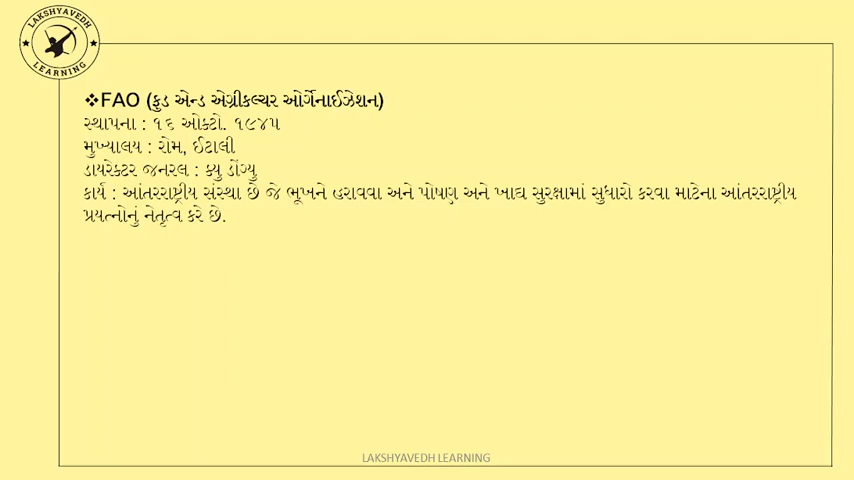 LAKSHYAVEDH
LEARNING
❖FAO (ફુડ એન્ડ એગ્રીકલ્ચર ઓર્ગેનાઈઝેશન)
સ્થાપના : ૧૬ ઓક્ટો. ૧૯૪૫
મુખ્યાલય : રોમ, ઈટાલી
ડાયરેક્ટર જનરલ : ક્યુ ડોંગ્યુ
કાર્ય : આંતરરાષ્ટ્રીય સંસ્થા છે જે ભૂખને હરાવવા અને પોષણ અને ખાદ્ય સુરક્ષામાં સુધારો કરવા માટેના આંતરરાષ્ટ્રીય
પ્રયત્નોનું નેતૃત્વ કરે છે.
LAKSHYAVEDH LEARNING